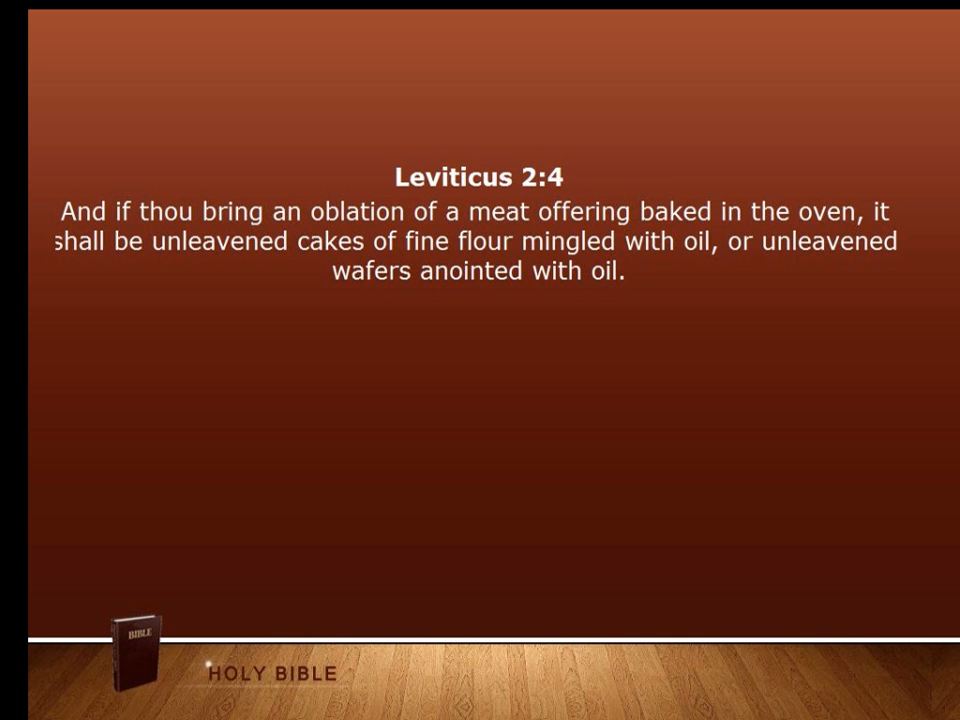 Leviticus 2:4
And if thou bring an oblation of a meat offering baked in the oven, it
shall be unleavened cakes of fine flour mingled with oil, or unleavened
wafers anointed with oil.
BIBLE
HOLY BIBLE